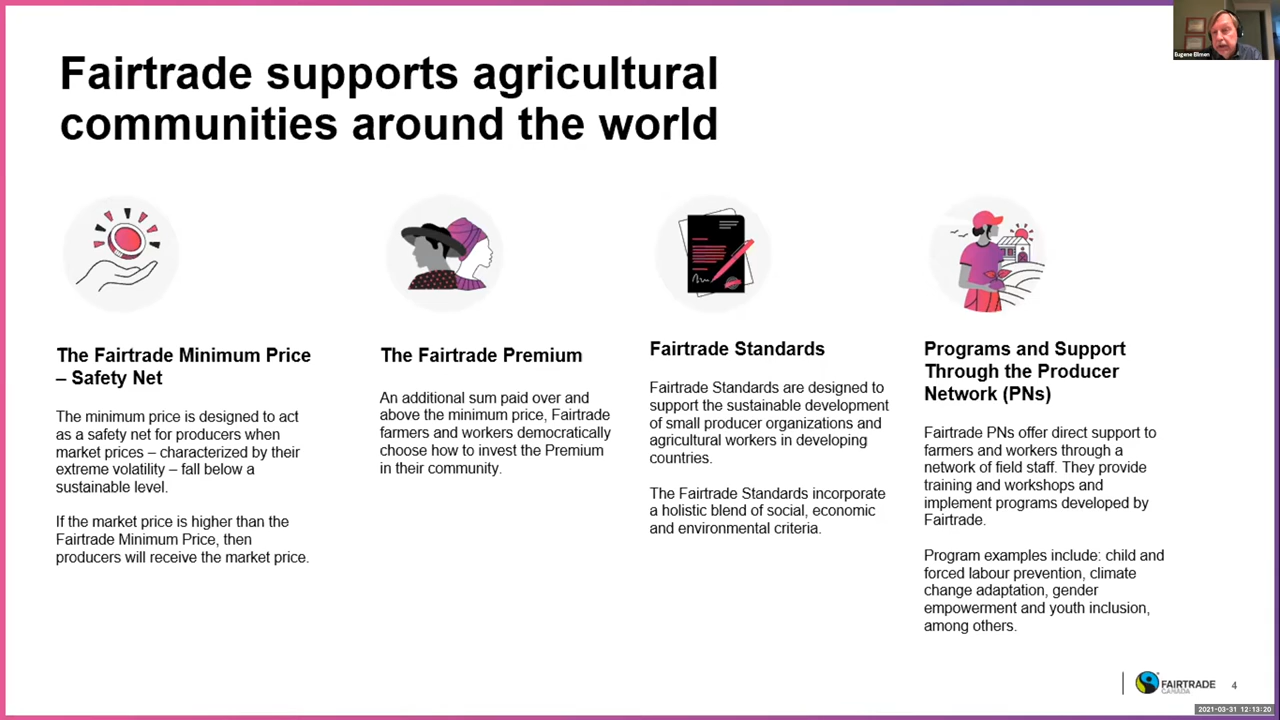 Fairtrade supports agricultural
communities around the world
Eugene Ellmen
The Fairtrade Minimum Price
– Safety Net
The minimum price is designed to act
as a safety net for producers when
market prices – characterized by their
extreme volatility – fall below a
sustainable level.
If the market price is higher than the
Fairtrade Minimum Price, then
producers will receive the market price.
The Fairtrade Premium
An additional sum paid over and
above the minimum price, Fairtrade
farmers and workers democratically
choose how to invest the Premium
in their community.
Fairtrade Standards
Fairtrade Standards are designed to
support the sustainable development
of small producer organizations and
agricultural workers in developing
countries.
The Fairtrade Standards incorporate
a holistic blend of social, economic
and environmental criteria.
Programs and Support
Through the Producer
Network (PNs)
Fairtrade PNs offer direct support to
farmers and workers through a
network of field staff. They provide
training and workshops and
implement programs developed by
Fairtrade.
Program examples include: child and
forced labour prevention, climate
change adaptation, gender
empowerment and youth inclusion,
among others.
FAIRTRADE
CANADA
4
2021-03-31 12:13:20